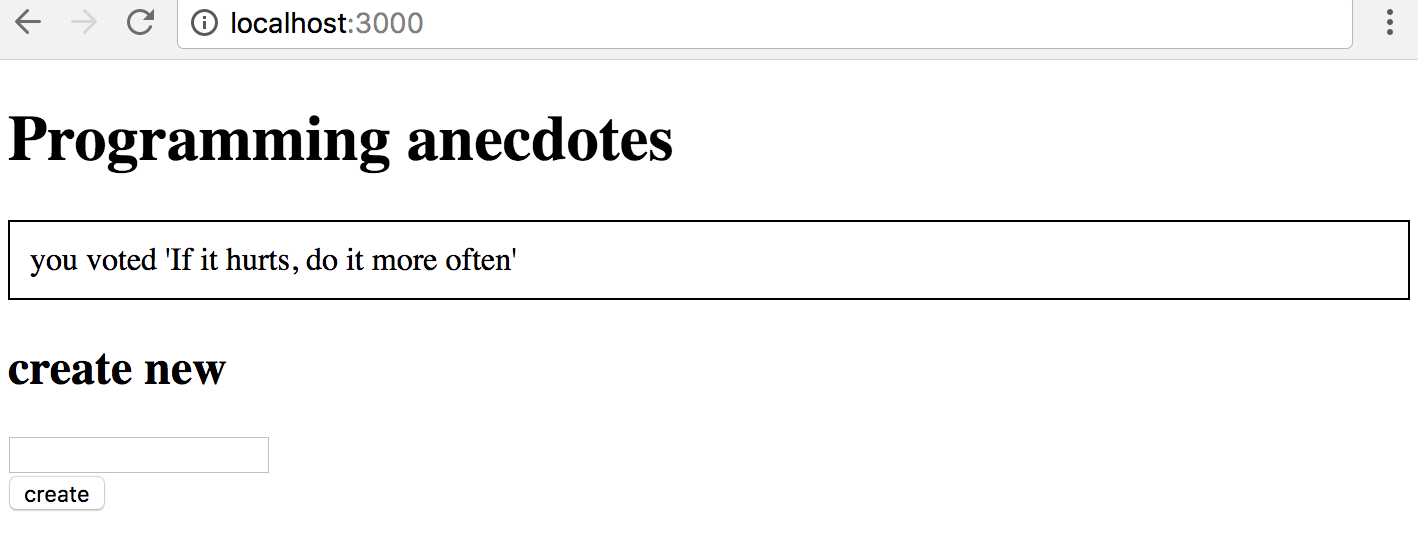 localhost:3000
Programming anecdotes
you voted 'If it hurts, do it more often'
create new
create